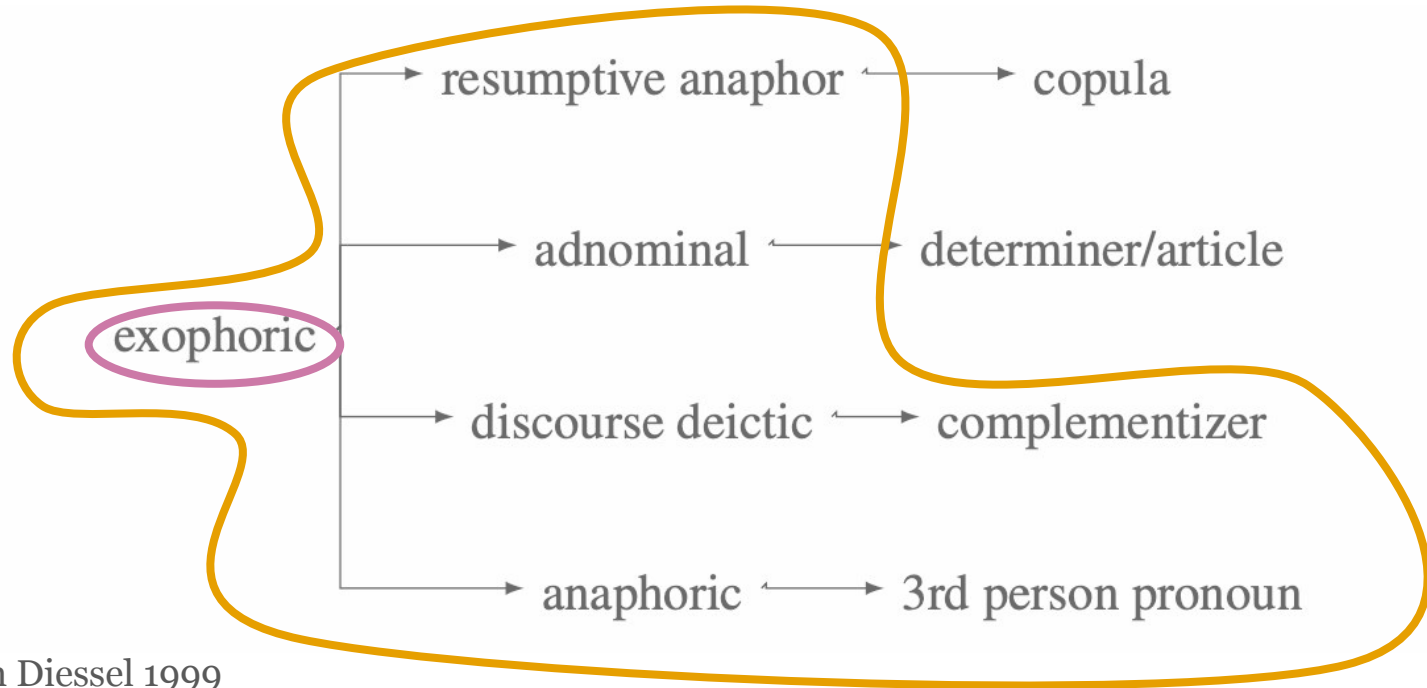 resumptive anaphor copula
adnominal determiner/article
exophoric
discourse deictic complementizer
anaphoric 3rd person pronoun
Diessel 1999